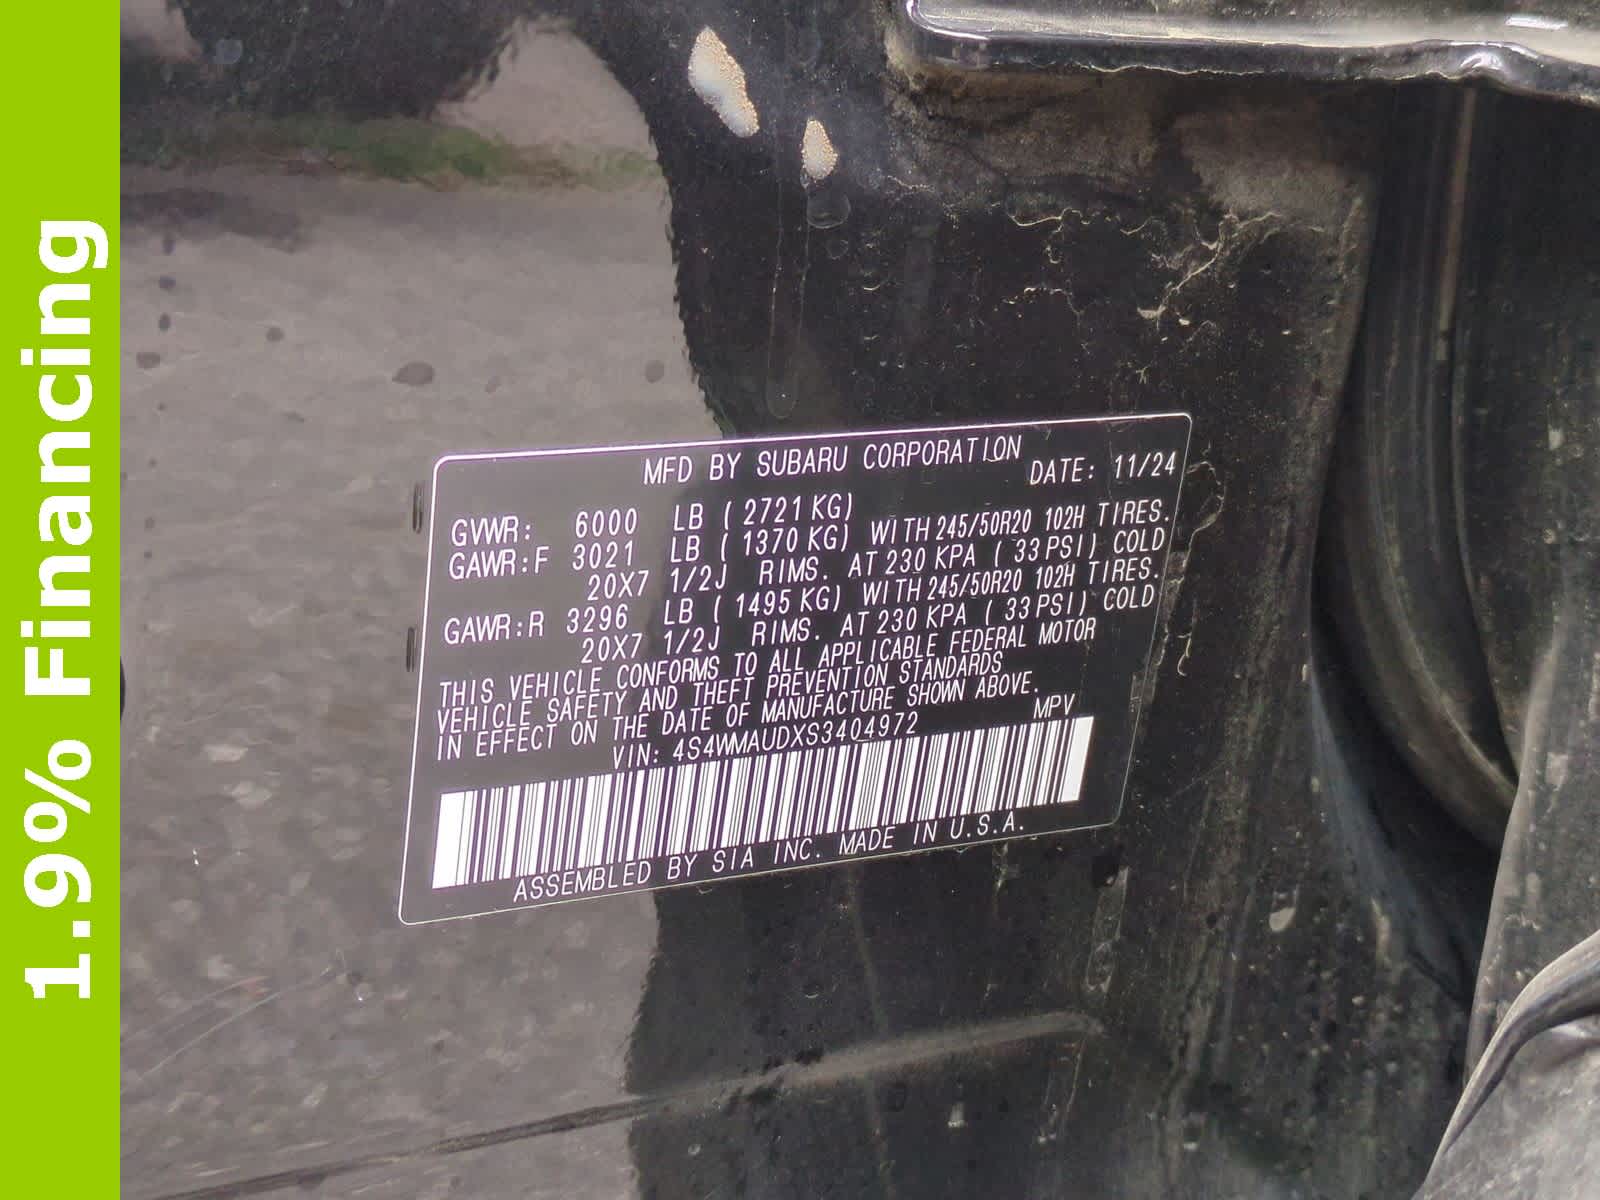 1.9% Financing
MFD BY SUBARU CORPORATION
DATE: 11/24
GVWR: 6000 LB ( 2721 KG)
GAWR:F 3021 LB ( 1370 KG) WITH 245/50R20 102H TIRES.
20X7 1/2J RIMS. AT 230 KPA ( 33 PSI) COLD
GAWR:R 3296 LB ( 1495 KG) WITH 245/50R20 102H TIRES.
20X7 1/2J RIMS. AT 230 KPA ( 33 PSI) COLD
THIS VEHICLE CONFORMS TO ALL APPLICABLE FEDERAL MOTOR
VEHICLE SAFETY AND THEFT PREVENTION STANDARDS
IN EFFECT ON THE DATE OF MANUFACTURE SHOWN ABOVE.
VIN: 4S4WMAUDXS3404972 MPV
ASSEMBLED BY SIA INC. MADE IN U.S.A.